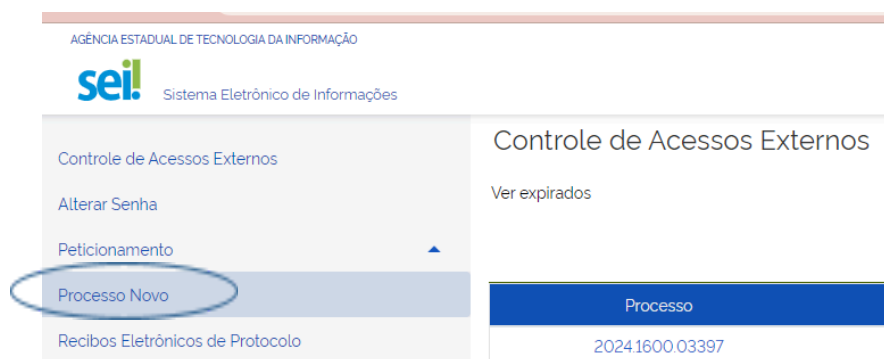 AGÊNCIA ESTADUAL DE TECNOLOGIA DA INFORMAÇÃO
sei!
Sistema Eletrônico de Informações
Controle de Acessos Externos
Alterar Senha
Peticionamento
Processo Novo
Recibos Eletrônicos de Protocolo
Controle de Acessos Externos
Ver expirados
Processo
2024.1600.03397